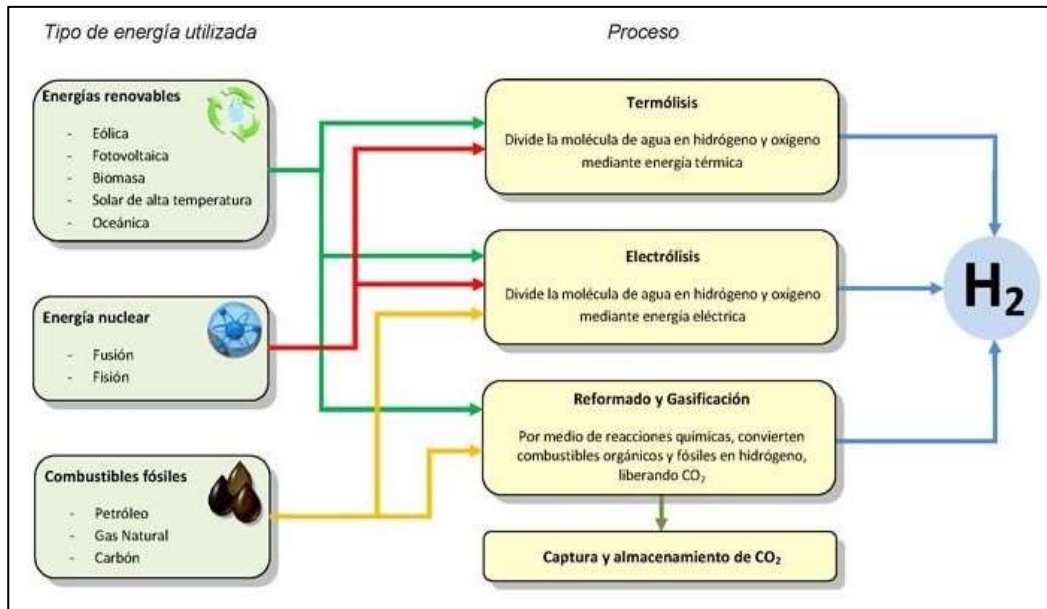 Tipo de energía utilizada
Proceso
Energías renovables
- Eólica
- Fotovoltaica
- Biomasa
- Solar de alta temperatura
- Oceánica
Energía nuclear
- Fusión
- Fisión
Combustibles fósiles
- Petróleo
- Gas Natural
- Carbón
Termólisis
Divide la molécula de agua en hidrógeno y oxígeno
mediante energía térmica
Electrólisis
Divide la molécula de agua en hidrógeno y oxígeno
mediante energía eléctrica
Reformado y Gasificación
Por medio de reacciones químicas, convierten
combustibles orgánicos y fósiles en hidrógeno,
liberando CO₂
Captura y almacenamiento de CO₂
H₂